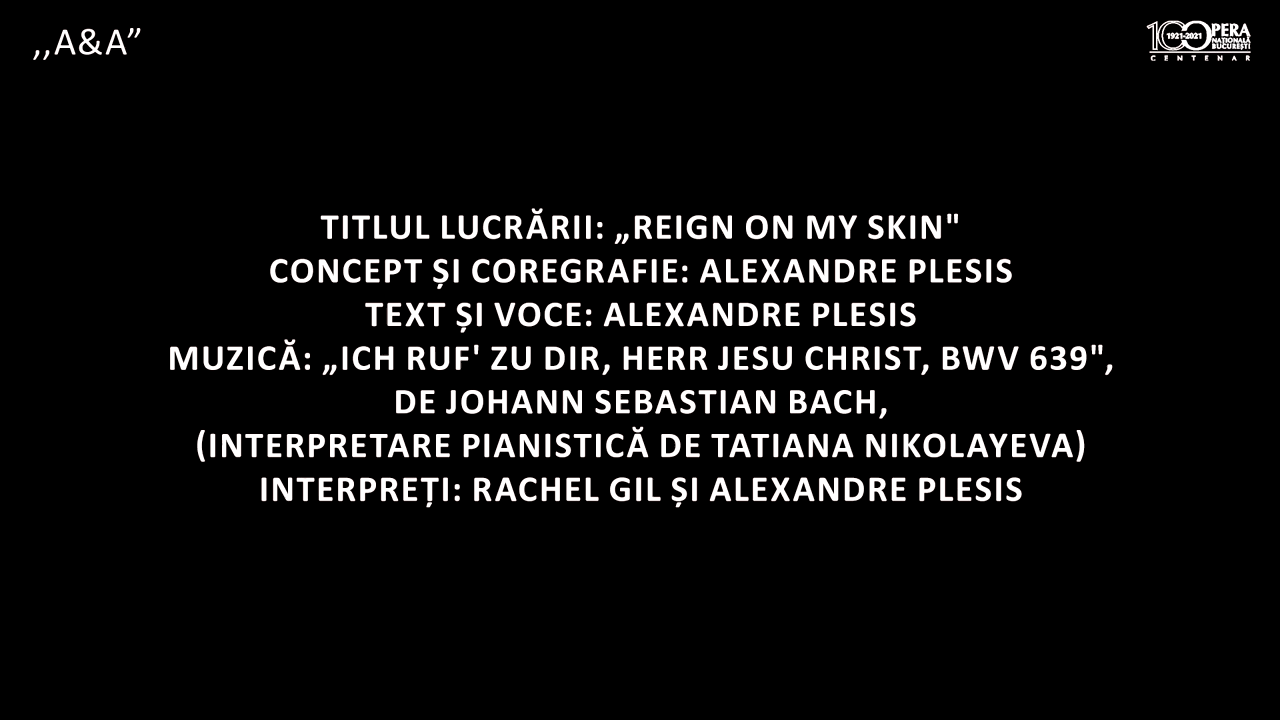 ,,A&A”
100 OPERA
1921-2021 NAȚIONALĂ
BUCUREȘTI
CENTENAR
TITLUL LUCRĂRII: „REIGN ON MY SKIN"
CONCEPT ȘI COREGRAFIE: ALEXANDRE PLESIS
TEXT ȘI VOCE: ALEXANDRE PLESIS
MUZICĂ: „ICH RUF' ZU DIR, HERR JESU CHRIST, BWV 639",
DE JOHANN SEBASTIAN BACH,
(INTERPRETARE PIANISTICĂ DE TATIANA NIKOLAYEVA)
INTERPREȚI: RACHEL GIL ȘI ALEXANDRE PLESIS